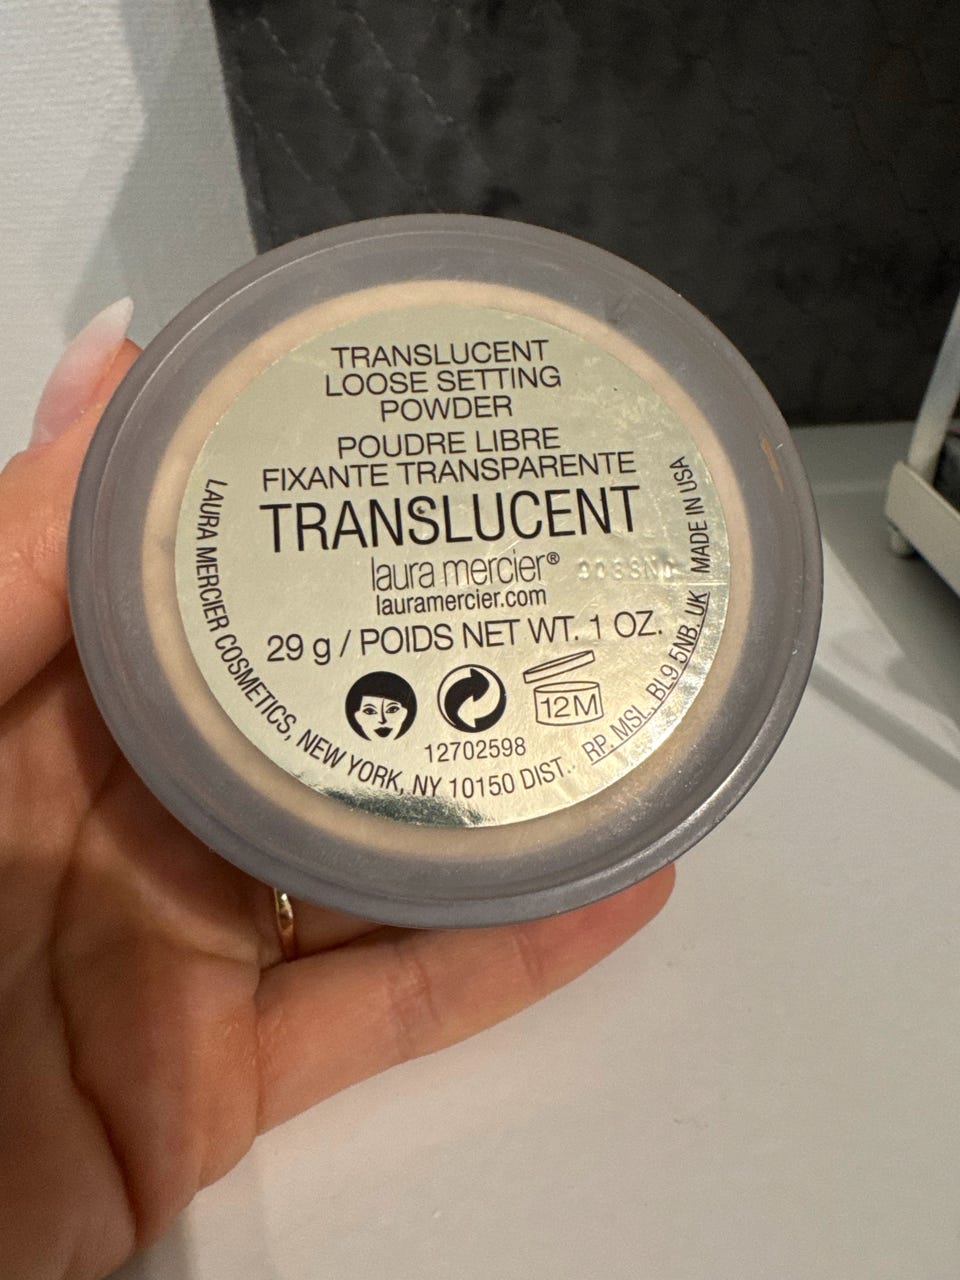 TRANSLUCENT
LOOSE SETTING
POWDER
POUDRE LIBRE
FIXANTE TRANSPARENTE
TRANSLUCENT
laura mercier®
lauramercier.com
29 g / POIDS NET WT. 1 OZ.
12M
12702598
LAURA MERCIER COSMETICS, NEW YORK, NY 10150 DIST. RP. MSL. BL9 5NB. UK MADE IN USA